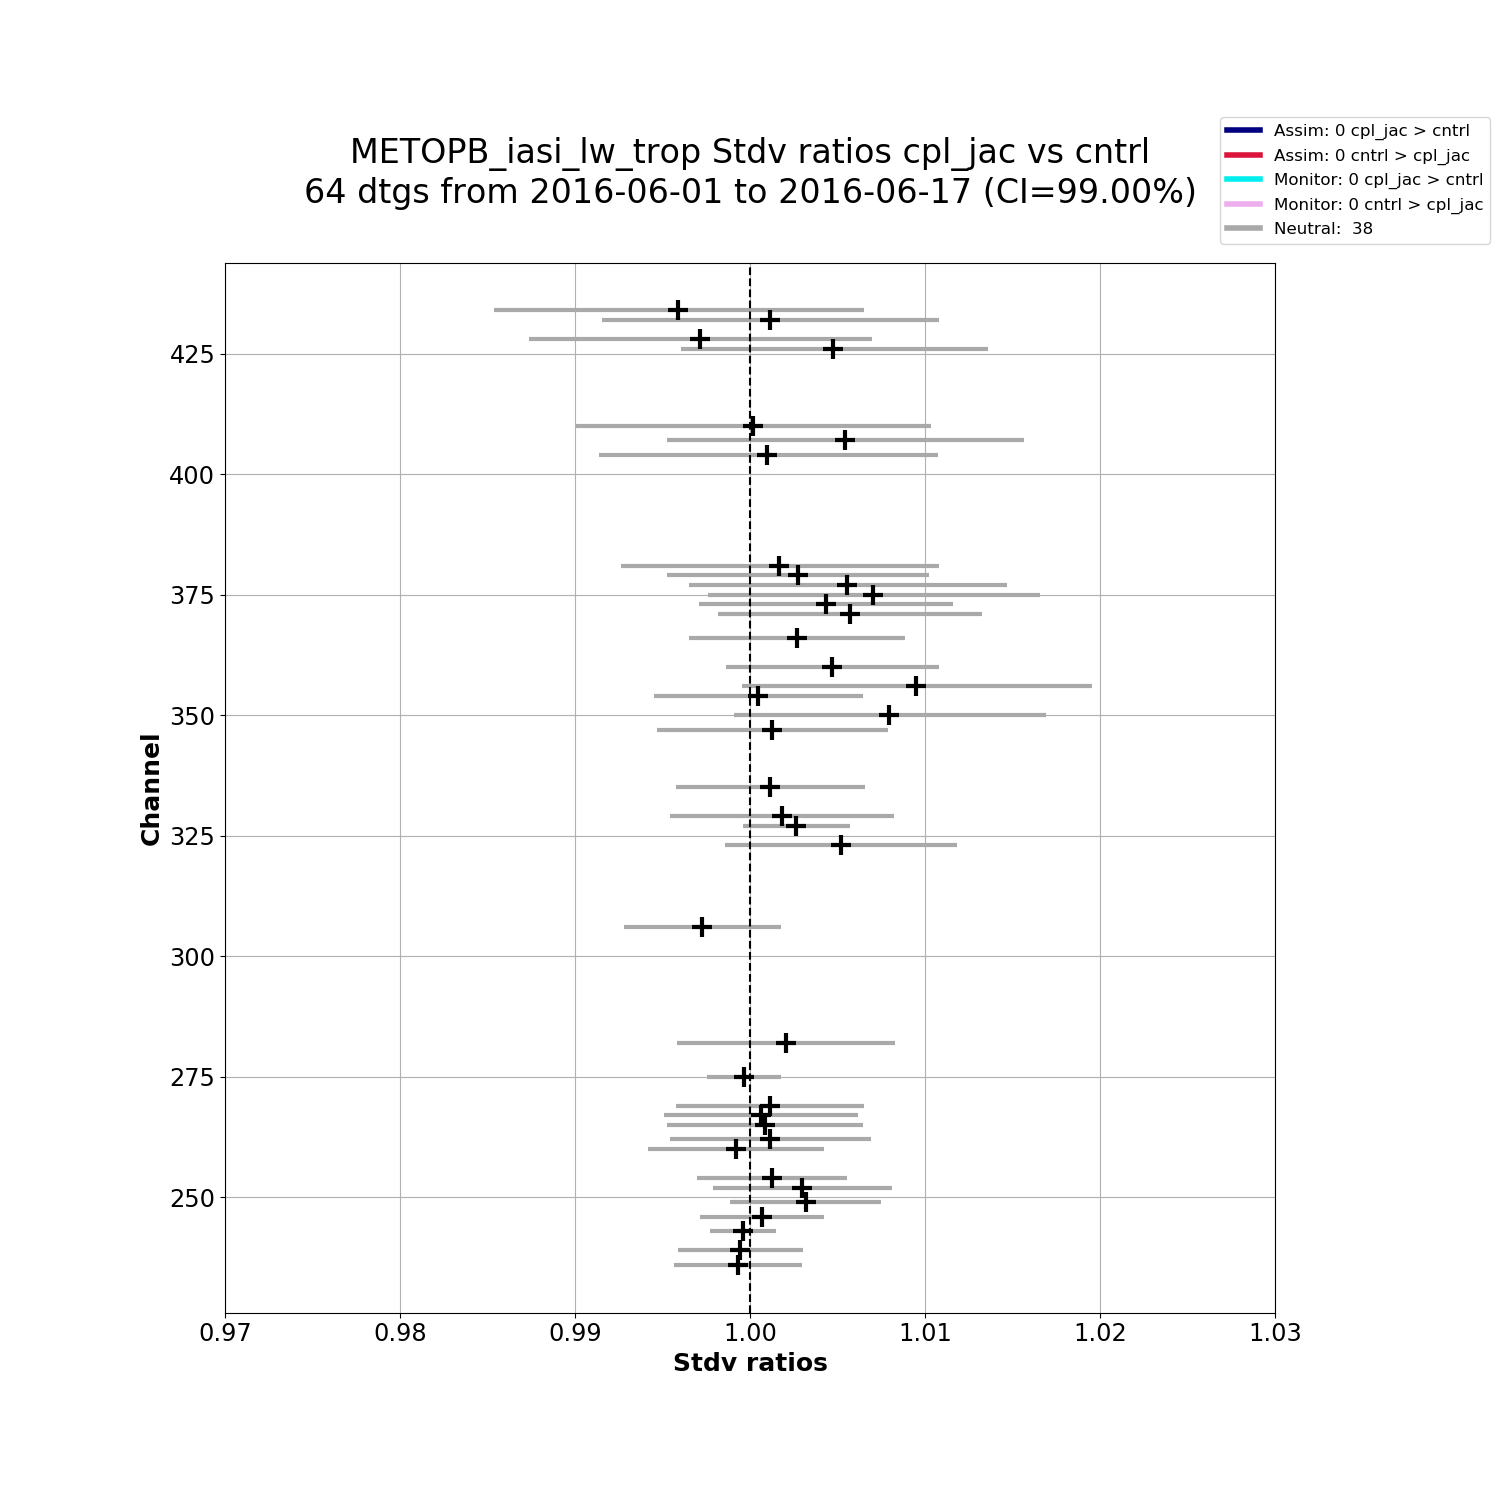 METOPB_iasi_lw_trop Stdv ratios cpl_jac vs cntrl
64 dtgs from 2016-06-01 to 2016-06-17 (CI=99.00%)
Assim: 0 cpl_jac > cntrl
Assim: 0 cntrl > cpl_jac
Monitor: 0 cpl_jac > cntrl
Monitor: 0 cntrl > cpl_jac
Neutral:  38
425
400
375
350
325
300
275
250
Channel
0.97 0.98 0.99 1.00 1.01 1.02 1.03
Stdv ratios